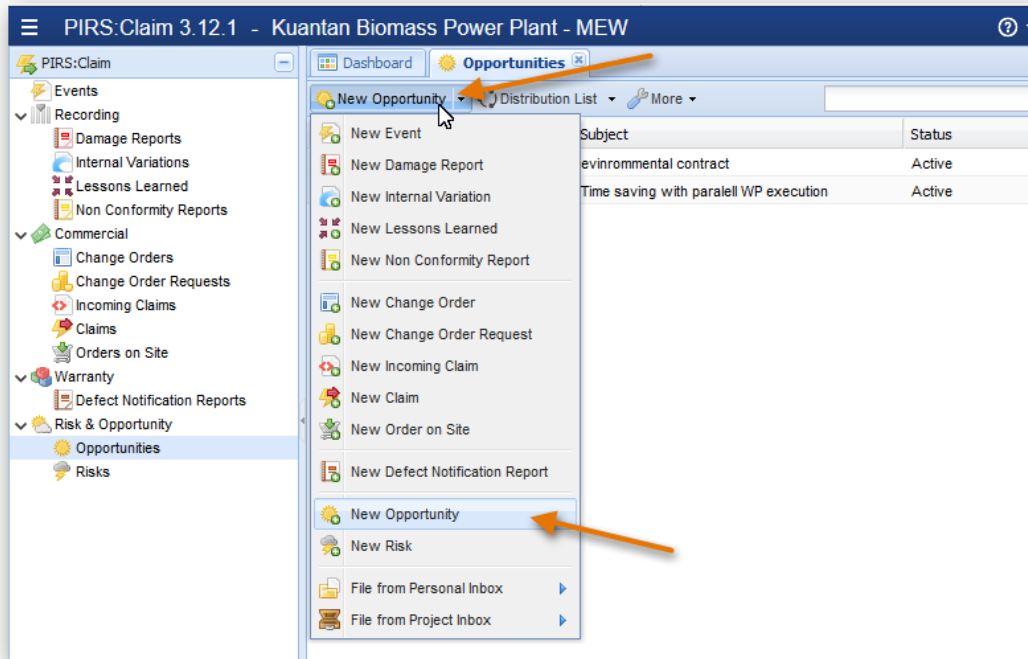 PIRS:Claim 3.12.1 - Kuantan Biomass Power Plant - MEW
PIRS:Claim
Events
Recording
Damage Reports
Internal Variations
Lessons Learned
Non Conformity Reports
Commercial
Change Orders
Change Order Requests
Incoming Claims
Claims
Orders on Site
Warranty
Defect Notification Reports
Risk & Opportunity
Opportunities
Risks
Dashboard
Opportunities
New Opportunity
Distribution List
More
New Event
New Damage Report
New Internal Variation
New Lessons Learned
New Non Conformity Report
New Change Order
New Change Order Request
New Incoming Claim
New Claim
New Order on Site
New Defect Notification Report
New Opportunity
New Risk
File from Personal Inbox
File from Project Inbox
Subject Status
evinrommental contract Active
Time saving with paralell WP execution Active